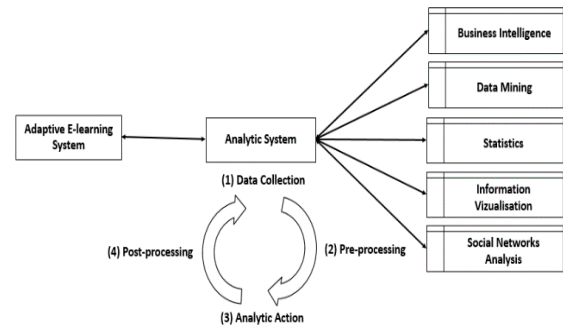 Business Intelligence
Data Mining
Adaptive E-learning
System
Analytic System
Statistics
(1) Data Collection
Information
Vizualisation
(4) Post-processing
(2) Pre-processing
Social Networks
Analysis
(3) Analytic Action